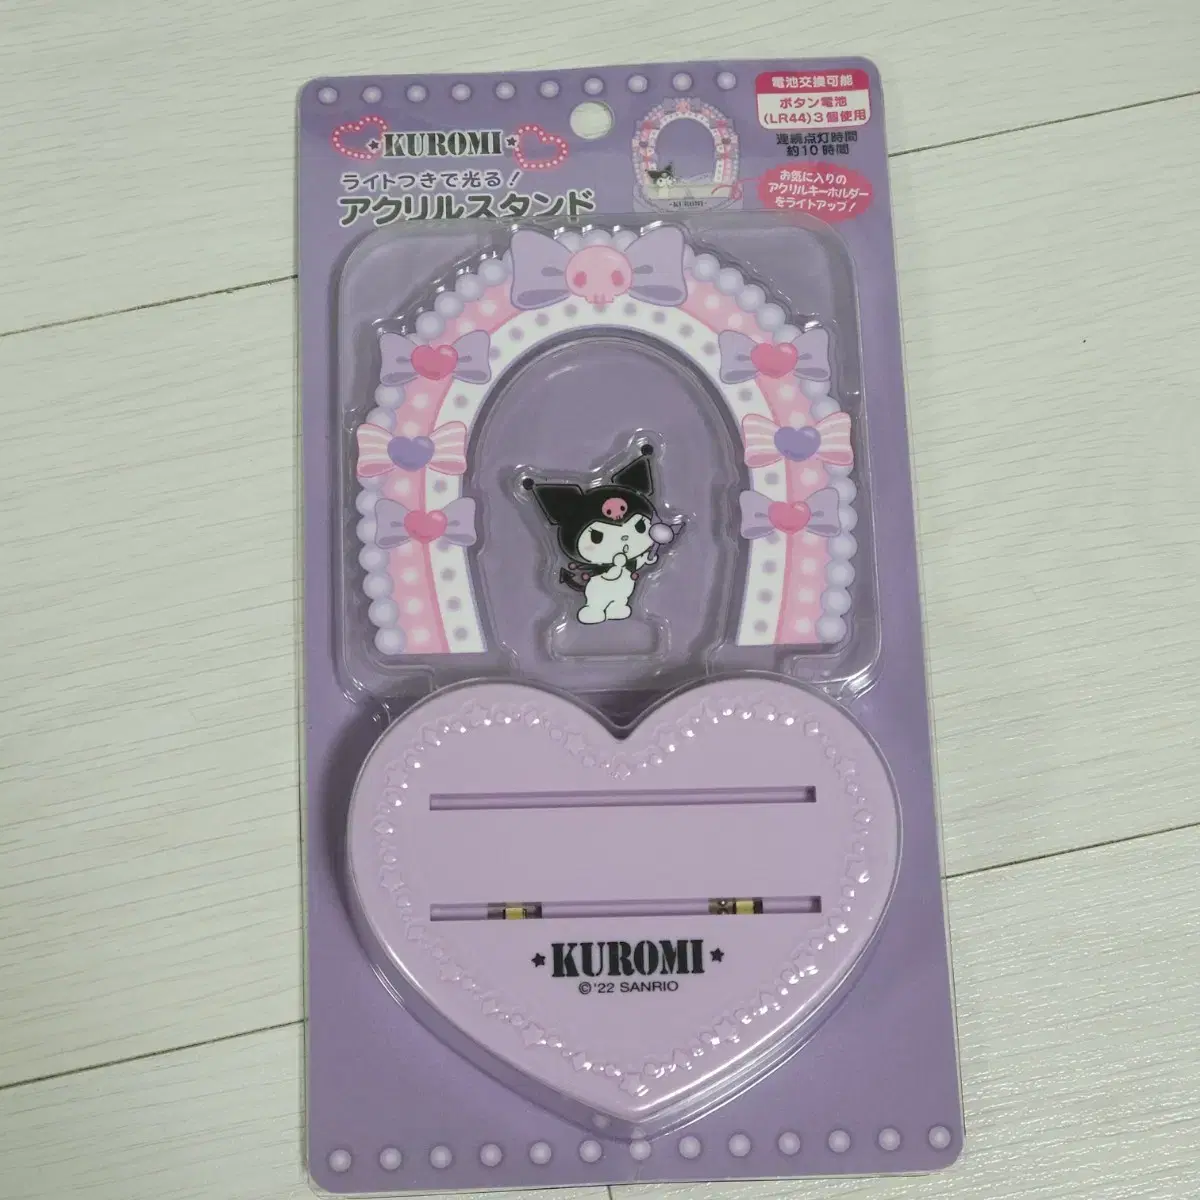 KUROMI
ライトつきで光る！
アクリルスタンド
電池交換可能
ボタン電池
(LR44)3個使用
連続点灯時間
約10時間
お気に入りの
アクリルキーホルダー
をライトアップ！
KUROMI
KUROMI
©'22 SANRIO